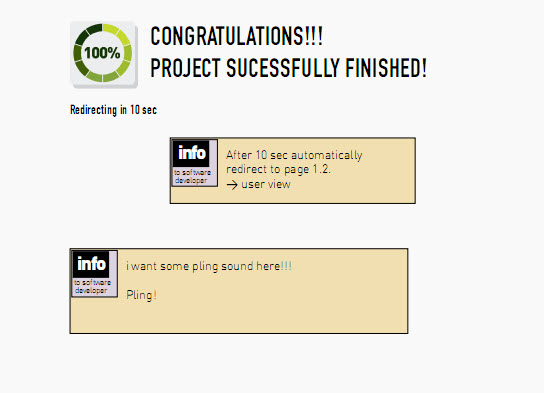 100%
CONGRATULATIONS!!!
PROJECT SUCESSFULLY FINISHED!
Redirecting in 10 sec
info
to software
developer
After 10 sec automatically
redirect to page 1.2.
→ user view
info
to software
developer
i want some pling sound here!!!
Pling!